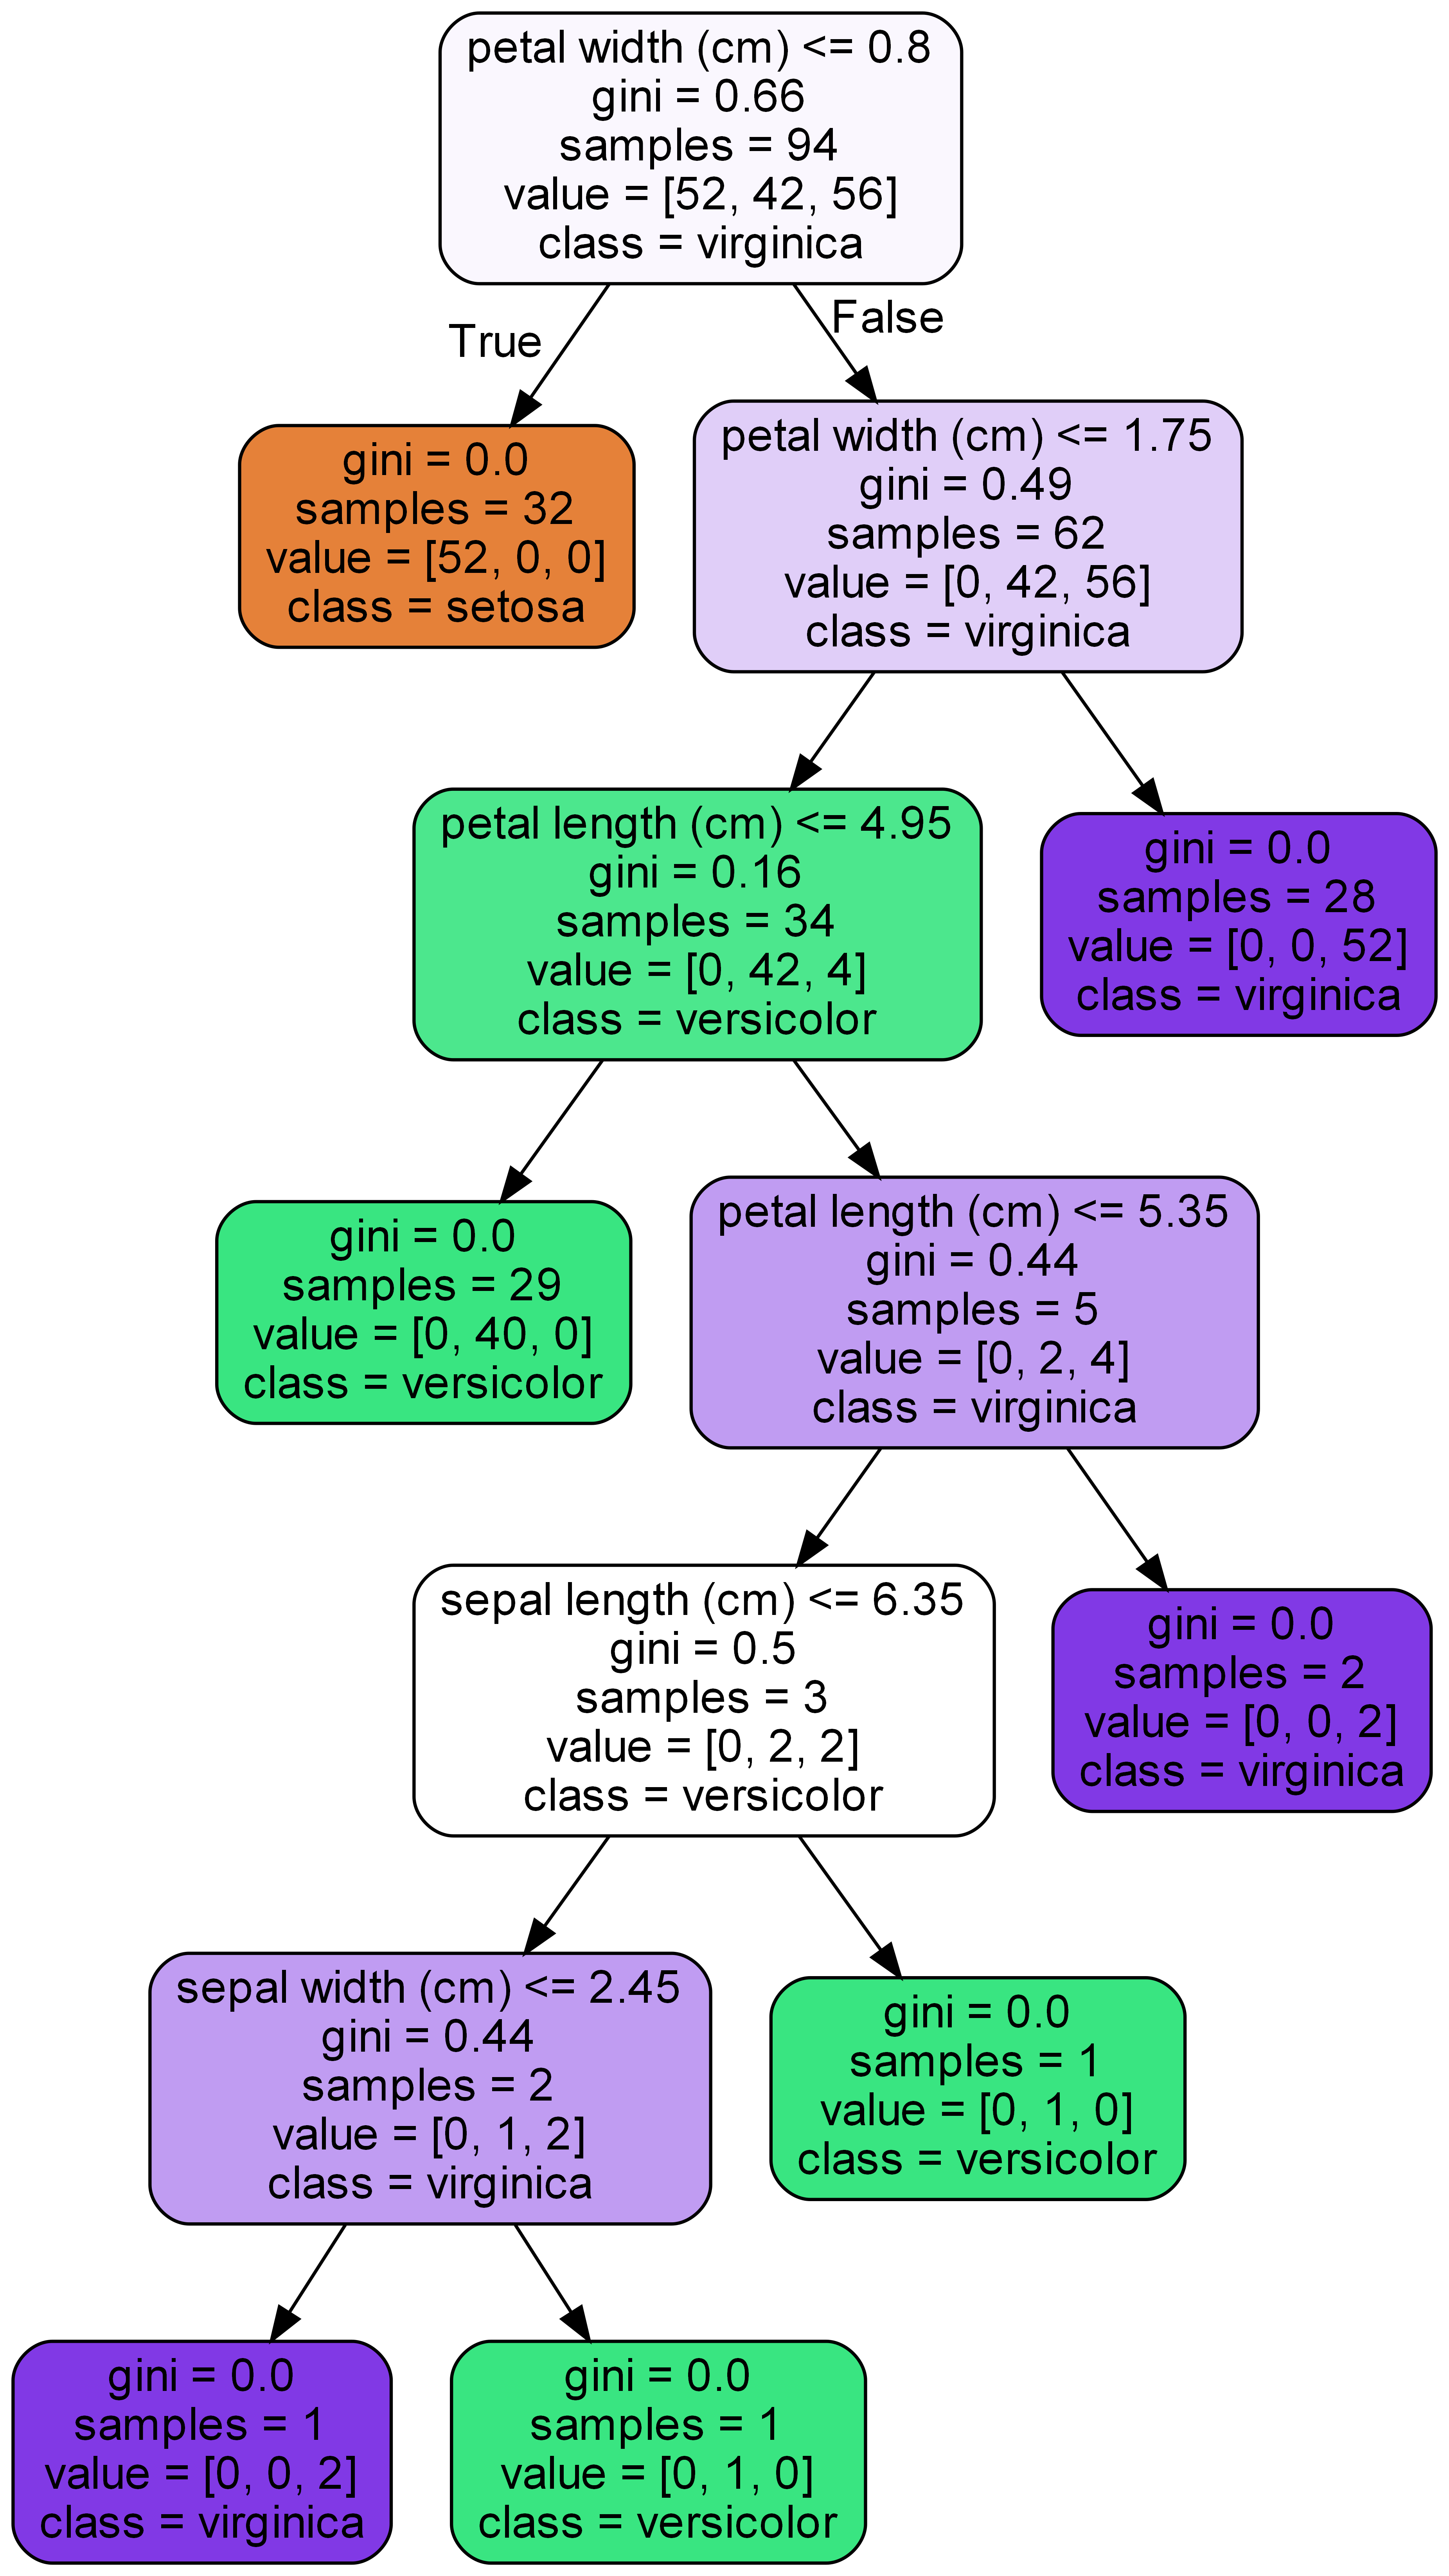 petal width (cm) <= 0.8
gini = 0.66
samples = 94
value = [52, 42, 56]
class = virginica
True
False
gini = 0.0
samples = 32
value = [52, 0, 0]
class = setosa
petal width (cm) <= 1.75
gini = 0.49
samples = 62
value = [0, 42, 56]
class = virginica
petal length (cm) <= 4.95
gini = 0.16
samples = 34
value = [0, 42, 4]
class = versicolor
gini = 0.0
samples = 28
value = [0, 0, 52]
class = virginica
gini = 0.0
samples = 29
value = [0, 40, 0]
class = versicolor
petal length (cm) <= 5.35
gini = 0.44
samples = 5
value = [0, 2, 4]
class = virginica
sepal length (cm) <= 6.35
gini = 0.5
samples = 3
value = [0, 2, 2]
class = versicolor
gini = 0.0
samples = 2
value = [0, 0, 2]
class = virginica
sepal width (cm) <= 2.45
gini = 0.44
samples = 2
value = [0, 1, 2]
class = virginica
gini = 0.0
samples = 1
value = [0, 1, 0]
class = versicolor
gini = 0.0
samples = 1
value = [0, 0, 2]
class = virginica
gini = 0.0
samples = 1
value = [0, 1, 0]
class = versicolor